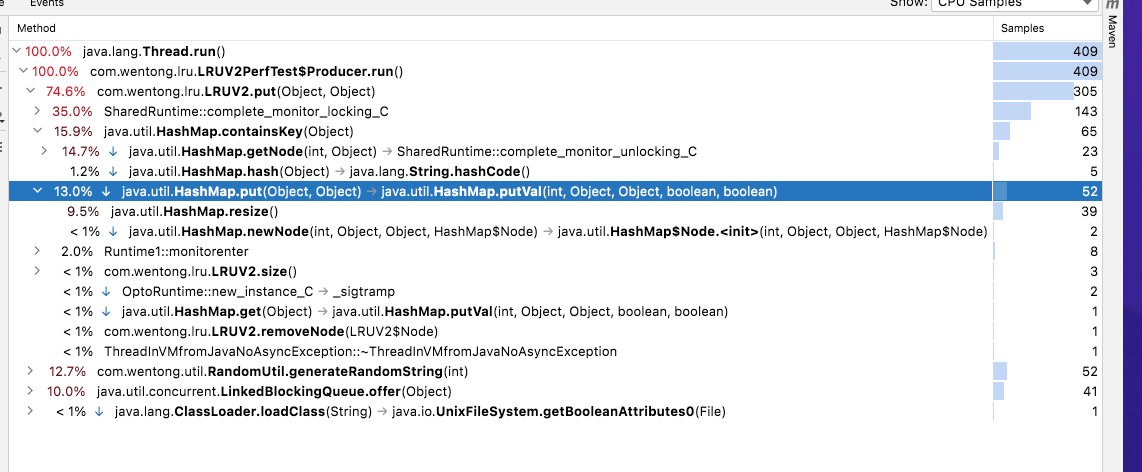 Events
Show: CPU Samples
Method Samples
100.0% java.lang.Thread.run() 409
100.0% com.wentong.lru.LRUV2PerfTest$Producer.run() 409
74.6% com.wentong.lru.LRUV2.put(Object, Object) 305
35.0% SharedRuntime::complete_monitor_locking_C 143
15.9% java.util.HashMap.containsKey(Object) 65
14.7% ↓ java.util.HashMap.getNode(int, Object) → SharedRuntime::complete_monitor_unlocking_C 23
1.2% ↓ java.util.HashMap.hash(Object) → java.lang.String.hashCode() 5
13.0% ↓ java.util.HashMap.put(Object, Object) → java.util.HashMap.putVal(int, Object, Object, boolean, boolean) 52
9.5% java.util.HashMap.resize() 39
< 1% ↓ java.util.HashMap.newNode(int, Object, Object, HashMap$Node) → java.util.HashMap$Node.<init>(int, Object, Object, HashMap$Node) 2
2.0% Runtime1::monitorenter 8
< 1% com.wentong.lru.LRUV2.size() 3
< 1% ↓ OptoRuntime::new_instance_C → _sigtramp 2
< 1% ↓ java.util.HashMap.get(Object) → java.util.HashMap.putVal(int, Object, Object, boolean, boolean) 1
< 1% com.wentong.lru.LRUV2.removeNode(LRUV2$Node) 1
< 1% ThreadInVMfromJavaNoAsyncException::~ThreadInVMfromJavaNoAsyncException 1
12.7% com.wentong.util.RandomUtil.generateRandomString(int) 52
10.0% java.util.concurrent.LinkedBlockingQueue.offer(Object) 41
< 1% ↓ java.lang.ClassLoader.loadClass(String) → java.io.UnixFileSystem.getBooleanAttributes0(File) 1
m
Maven